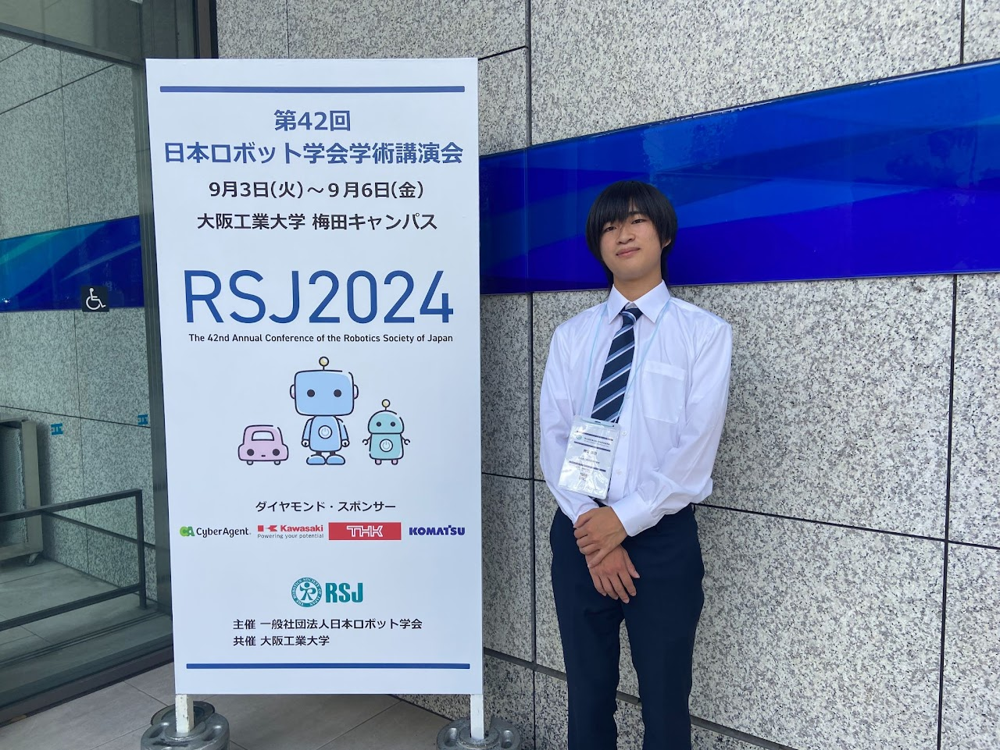 第42回
日本ロボット学会学術講演会
9月3日(火)～9月6日(金)
大阪工業大学 梅田キャンパス
RSJ2024
The 42nd Annual Conference of the Robotics Society of Japan
ダイヤモンド・スポンサー
CA CyberAgent.
Kawasaki
Powering your potential
THK
KOMATSU
RSJ
主催 一般社団法人日本ロボット学会
共催 大阪工業大学